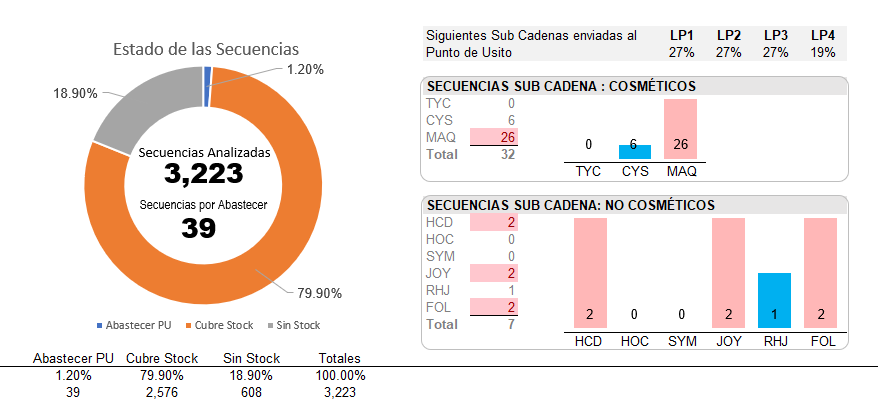 Estado de las Secuencias
1.20%
18.90%
Secuencias Analizadas
3,223
Secuencias por Abastecer
39
79.90%
Abastecer PU Cubre Stock Sin Stock
Abastecer PU Cubre Stock Sin Stock Totales
1.20% 79.90% 18.90% 100.00%
39 2,576 608 3,223
Siguientes Sub Cadenas enviadas al LP1 LP2 LP3 LP4
Punto de Usito 27% 27% 27% 19%
SECUENCIAS SUB CADENA : COSMÉTICOS
TYC 0
CYS 6
MAQ 26
Total 32
0 6 26
TYC CYS MAQ
SECUENCIAS SUB CADENA: NO COSMÉTICOS
HCD 2
HOC 0
SYM 0
JOY 2
RHJ 1
FOL 2
Total 7
2 0 0 2 1 2
HCD HOC SYM JOY RHJ FOL